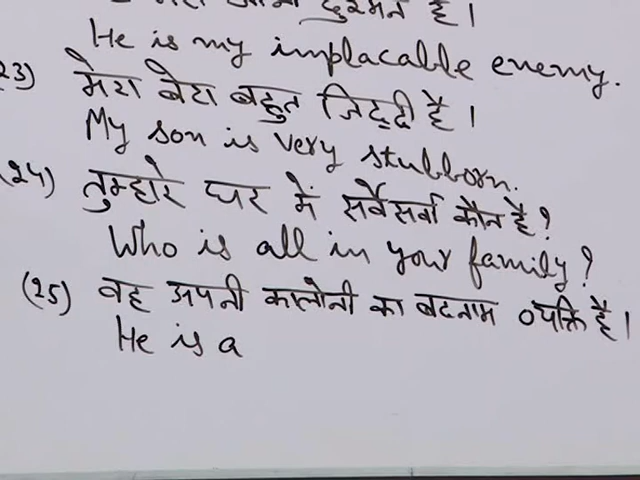 दुश्मन है।
He is my implacable enemy.
23) मेरा बेटा बहुत जिद्दी है।
My son is very stubborn.
(24) तुम्हारे घर में सर्वेसर्वा कौन है?
Who is all in your family?
(25) वह अपनी कालोनी का बदनाम व्यक्ति है।
He is a